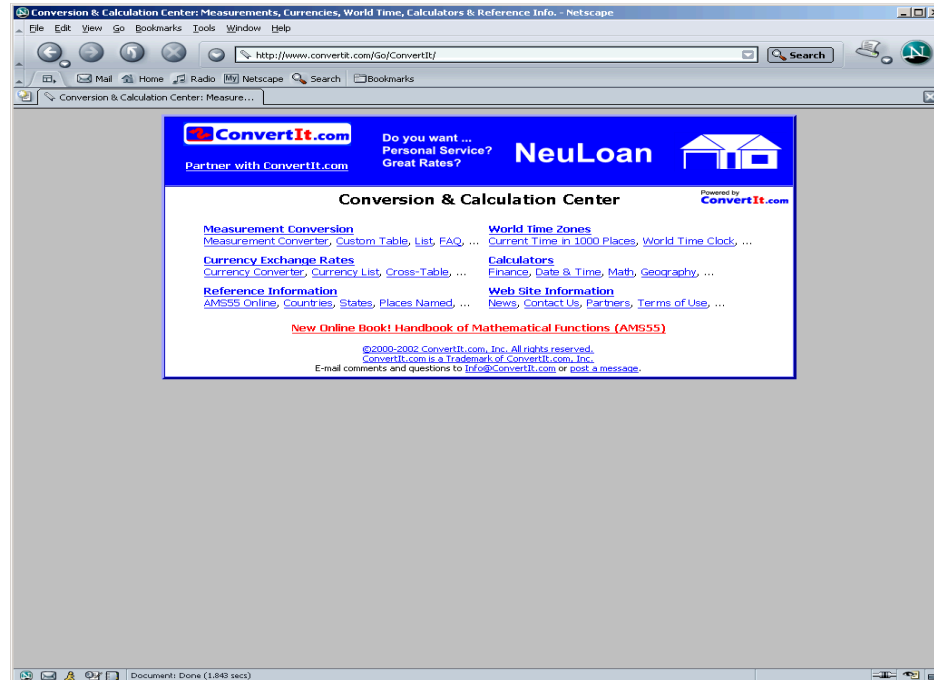 Conversion & Calculation Center: Measurements, Currencies, World Time, Calculators & Reference Info. - Netscape
File Edit View Go Bookmarks Tools Window Help
http://www.convertit.com/Go/ConvertIt/ Search
Mail Home Radio My Netscape Search Bookmarks
Conversion & Calculation Center: Measure...
ConvertIt.com
Partner with ConvertIt.com
Do you want ...
Personal Service?
Great Rates?
NeuLoan
Conversion & Calculation Center
Powered by
ConvertIt.com
Measurement Conversion
Measurement Converter, Custom Table, List, FAQ, ...
World Time Zones
Current Time in 1000 Places, World Time Clock, ...
Currency Exchange Rates
Currency Converter, Currency List, Cross-Table, ...
Calculators
Finance, Date & Time, Math, Geography, ...
Reference Information
AMS55 Online, Countries, States, Places Named, ...
Web Site Information
News, Contact Us, Partners, Terms of Use, ...
New Online Book! Handbook of Mathematical Functions (AMS55)
©2000-2002 ConvertIt.com, Inc. All rights reserved.
ConvertIt.com is a Trademark of ConvertIt.com, Inc.
E-mail comments and questions to Info@ConvertIt.com or post a message.
Document: Done (1.843 secs)